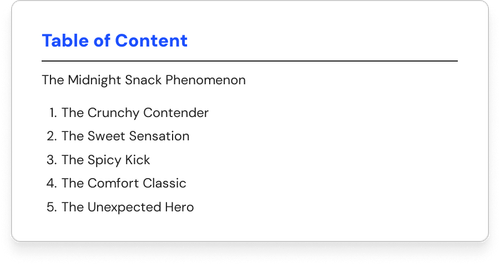 Table of Content
The Midnight Snack Phenomenon
1. The Crunchy Contender
2. The Sweet Sensation
3. The Spicy Kick
4. The Comfort Classic
5. The Unexpected Hero